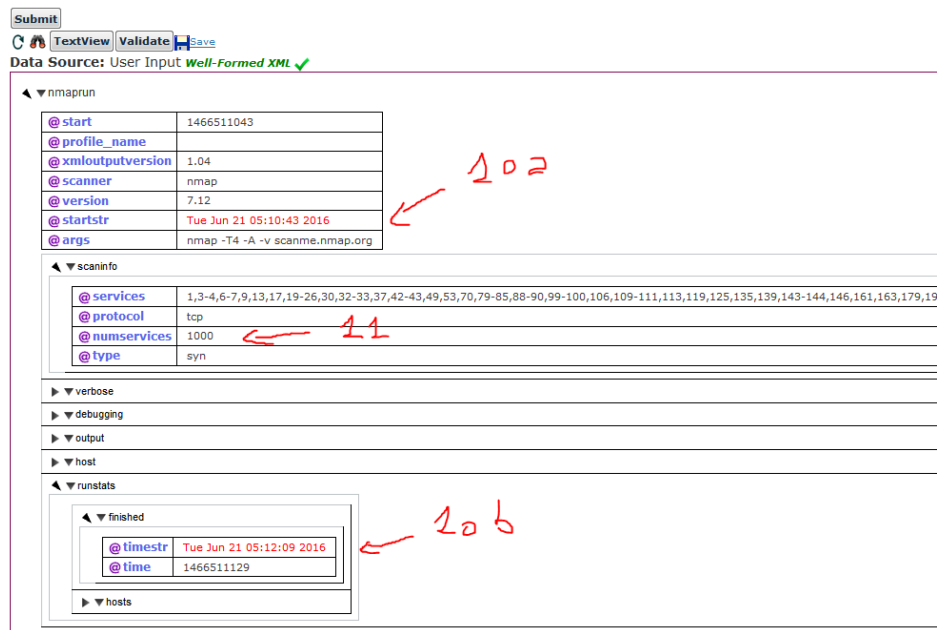 Submit
TextView Validate Save
Data Source: User Input Well-Formed XML
nmaprun
@ start 1466511043
@ profile_name
@ xmloutputversion 1.04
@ scanner nmap
@ version 7.12
@ startstr Tue Jun 21 05:10:43 2016
@ args nmap -T4 -A -v scanme.nmap.org
10a
scaninfo
@ services 1,3-4,6-7,9,13,17,19-26,30,32-33,37,42-43,49,53,70,79-85,88-90,99-100,106,109-111,113,119,125,135,139,143-144,146,161,163,179,19
@ protocol tcp
@ numservices 1000
11
@ type syn
verbose
debugging
output
host
runstats
finished
10b
@ timestr Tue Jun 21 05:12:09 2016
@ time 1466511129
hosts